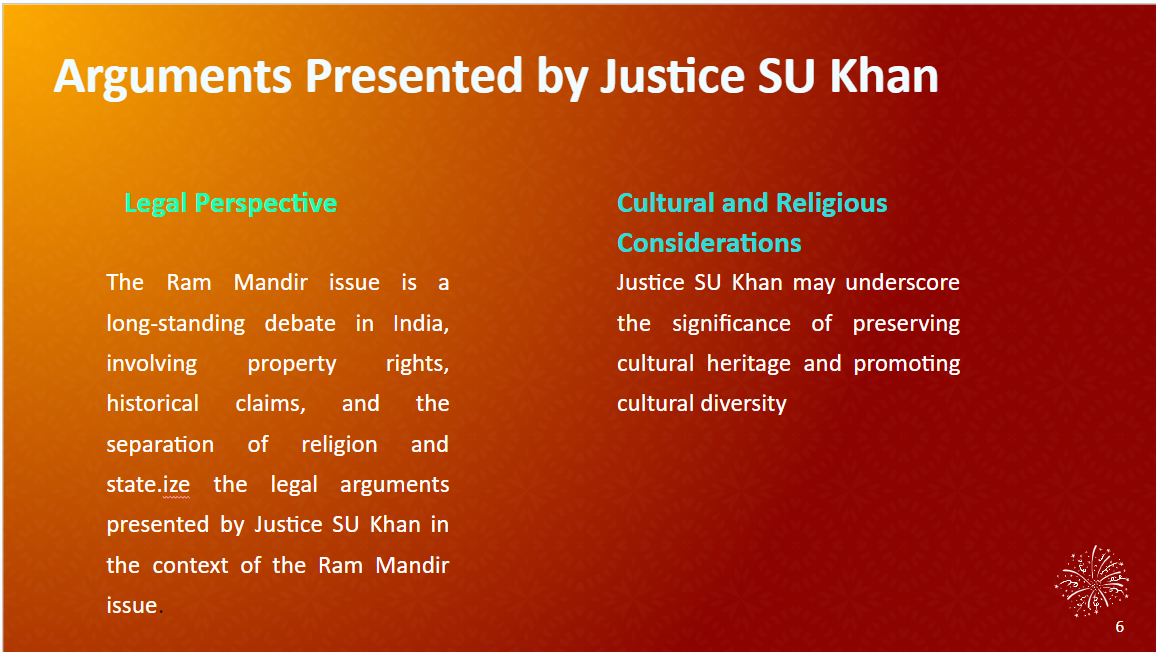 Arguments Presented by Justice SU Khan
Legal Perspective
The Ram Mandir issue is a
long-standing debate in India,
involving property rights,
historical claims, and the
separation of religion and
state.ize the legal arguments
presented by Justice SU Khan in
the context of the Ram Mandir
issue.
Cultural and Religious
Considerations
Justice SU Khan may underscore
the significance of preserving
cultural heritage and promoting
cultural diversity
6